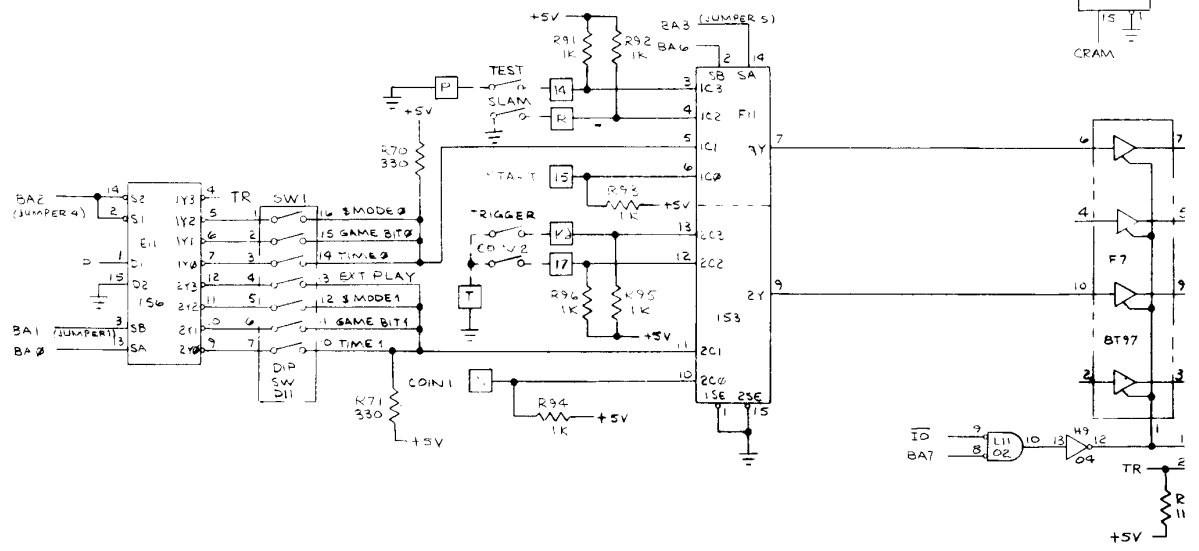 +5V
BA3 (JUMPER 5)
BA6
R91
1K
R92
1K
2
14
SB
SA
15
1
CRAM
TEST
P
14
3
1C3
SLAM
R
4
1C2
F11
+5V
R70
330
5
1C1
7
6
7
15
6
1C0
R93
1K
+5V
TRIGGER
13
2C3
4
5
17
12
2C2
F7
T
R96
1K
R95
1K
2Y
9
10
9
153
+5V
8T97
BA2
(JUMPER 4)
14
S2
1Y3
4
TR
SW1
2
S1
1Y2
5
1
16
$MODE0
E11
1Y1
6
2
15
GAME BIT0
1
D1
1Y0
7
3
14
TIME0
15
D2
2Y3
12
4
13
EXT PLAY
156
2Y2
11
5
12
$MODE1
BA1
(JUMPER1)
3
SB
2Y1
10
6
11
GAME BIT1
BA0
SA
2Y0
9
7
TIME1
11
2C1
DIP
SW
D11
COIN1
10
2C0
R71
330
+5V
R94
1K
+5V
1SE
2SE
1
15
2
3
IO
9
BA7
8
L11
02
10
13
H9
04
12
1
TR
2
+5V